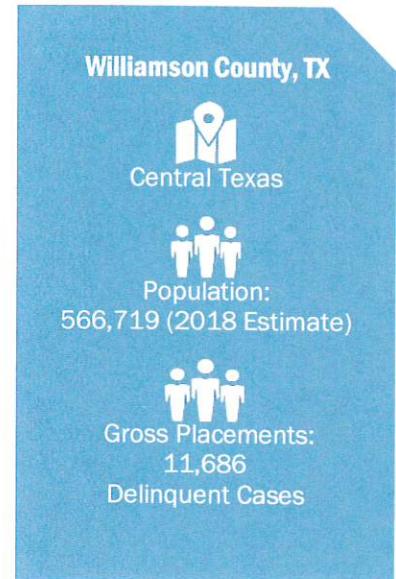 Williamson County, TX
Central Texas
Population:
566,719 (2018 Estimate)
Gross Placements:
11,686
Delinquent Cases